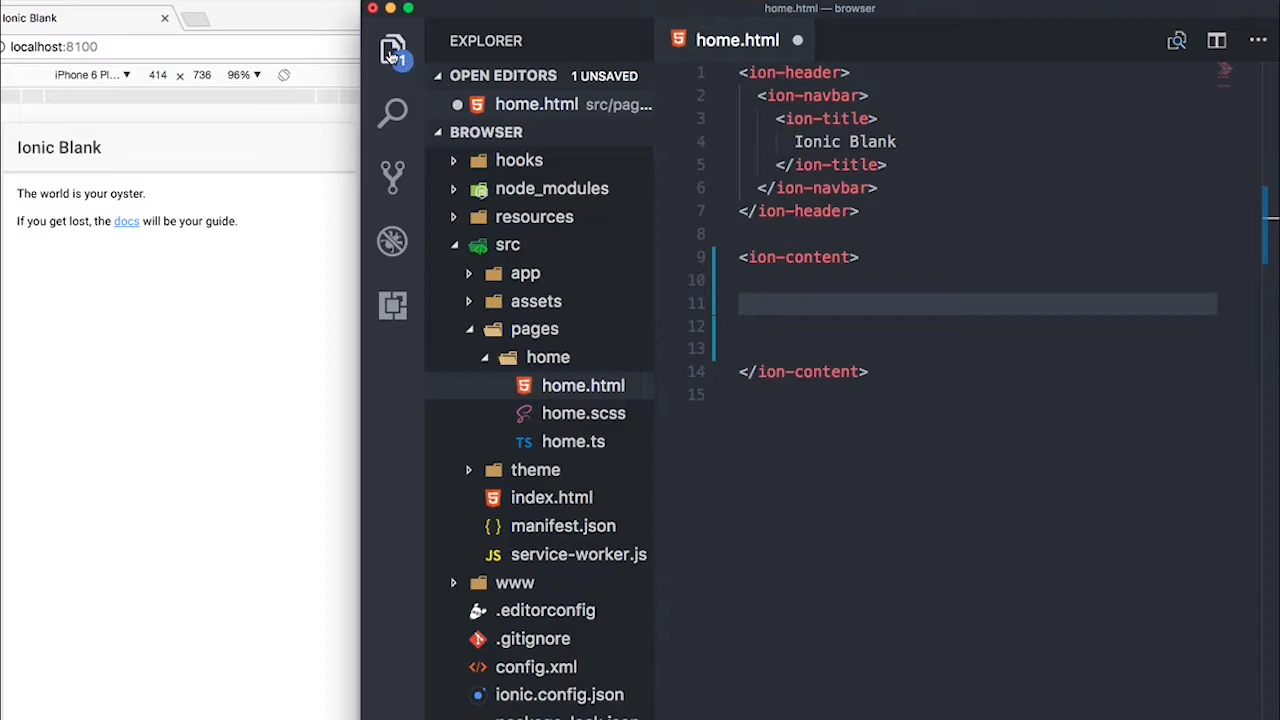 Ionic Blank
localhost:8100
iPhone 6 Pl... ▾ 414 × 736 96% ▾
Ionic Blank
The world is your oyster.
If you get lost, the docs will be your guide.
home.html — browser
1
EXPLORER
OPEN EDITORS 1 UNSAVED
home.html src/pag...
BROWSER
hooks
node_modules
resources
src
app
assets
pages
home
home.html
home.scss
TS home.ts
theme
index.html
{ } manifest.json
JS service-worker.js
www
.editorconfig
.gitignore
config.xml
ionic.config.json
home.html
1 <ion-header>
2 <ion-navbar>
3 <ion-title>
4 Ionic Blank
5 </ion-title>
6 </ion-navbar>
7 </ion-header>
8
9 <ion-content>
10
11
12
13
14 </ion-content>
15